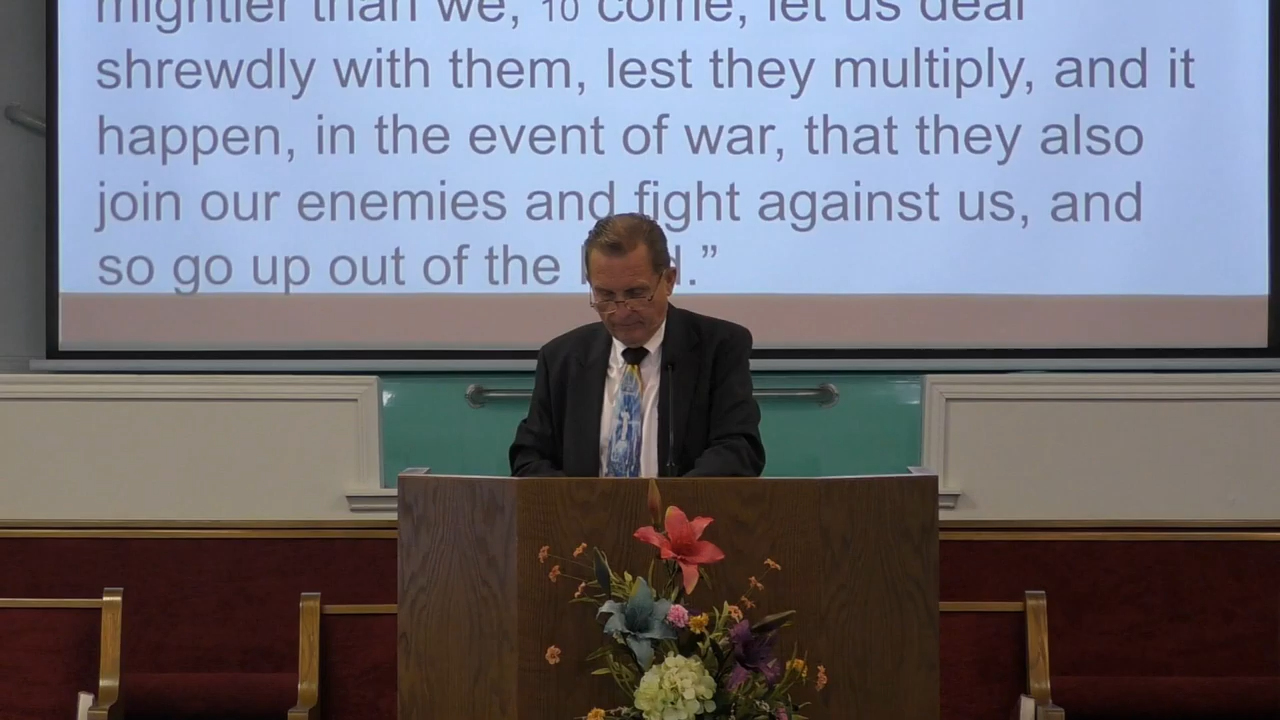 mightier than we, 10 come, let us deal
shrewdly with them, lest they multiply, and it
happen, in the event of war, that they also
join our enemies and fight against us, and
so go up out of the